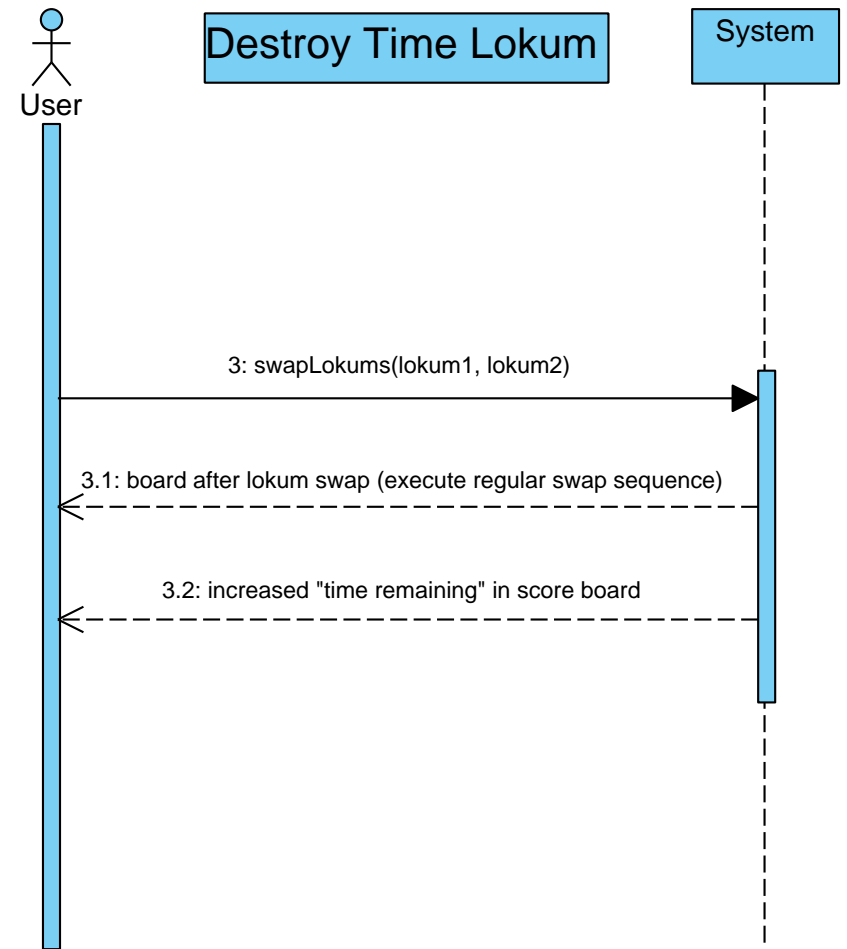 Destroy Time Lokum
System
User
3: swapLokums(lokum1, lokum2)
3.1: board after lokum swap (execute regular swap sequence)
3.2: increased "time remaining" in score board